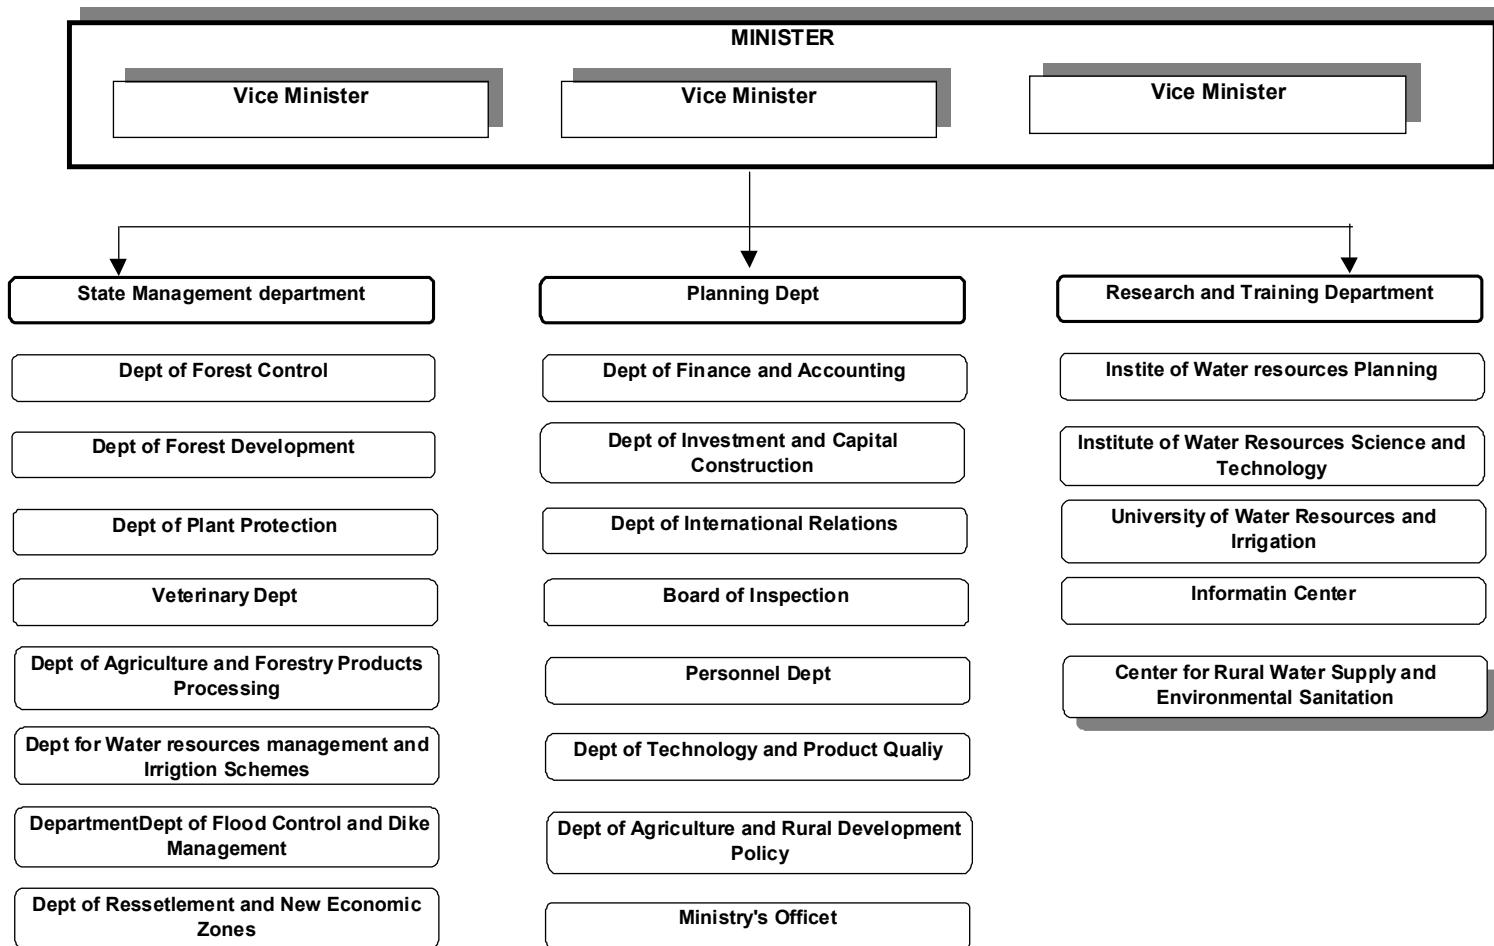 MINISTER
Vice Minister
Vice Minister
Vice Minister
State Management department
Dept of Forest Control
Dept of Forest Development
Dept of Plant Protection
Veterinary Dept
Dept of Agriculture and Forestry Products
Processing
Dept for Water resources management and
Irrigtion Schemes
DepartmentDept of Flood Control and Dike
Management
Dept of Ressetlement and New Economic
Zones
Planning Dept
Dept of Finance and Accounting
Dept of Investment and Capital
Construction
Dept of International Relations
Board of Inspection
Personnel Dept
Dept of Technology and Product Qualiy
Dept of Agriculture and Rural Development
Policy
Ministry's Officet
Research and Training Department
Instite of Water resources Planning
Institute of Water Resources Science and
Technology
University of Water Resources and
Irrigation
Informatin Center
Center for Rural Water Supply and
Environmental Sanitation